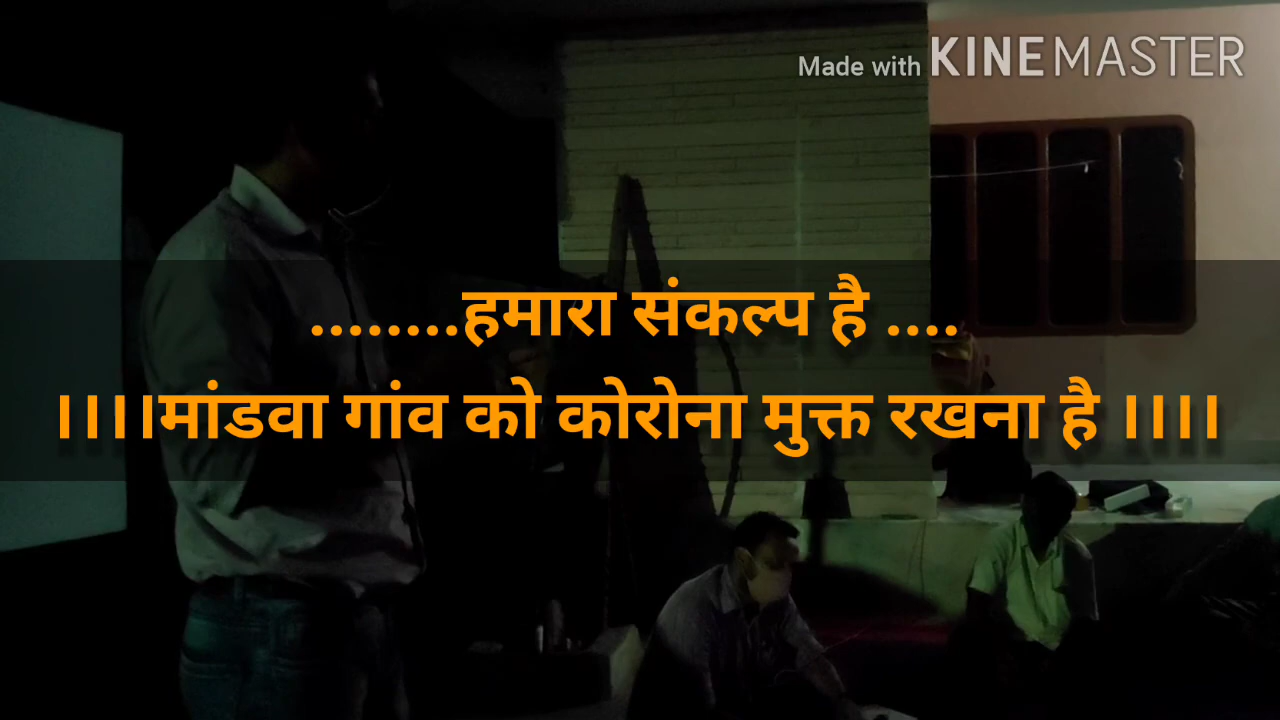 Made with KINEMASTER
........हमारा संकल्प है ....
।।।।मांडवा गांव को कोरोना मुक्त रखना है ।।।।